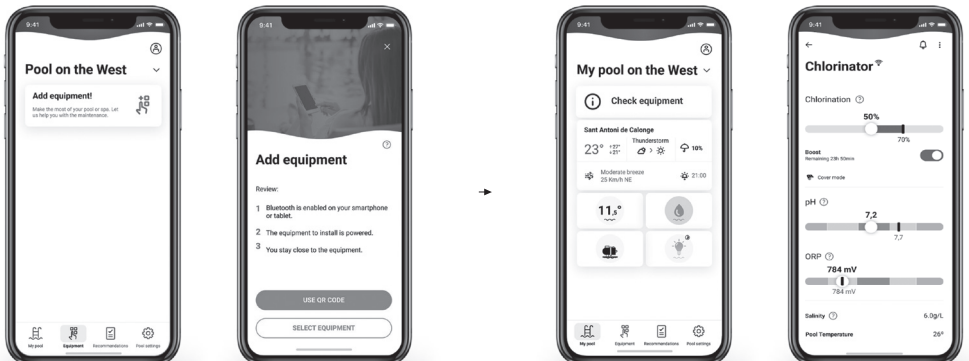 9:41
Pool on the West
Add equipment!
Make the most of your pool or spa. Let
us help you with the maintenance.
My pool
Equipment
Recommendations
Pool settings
9:41
Add equipment
Review:
1 Bluetooth is enabled on your smartphone
or tablet.
2 The equipment to install is powered.
3 You stay close to the equipment.
USE QR CODE
SELECT EQUIPMENT
9:41
My pool on the West
Check equipment
Sant Antoni de Calonge
23° +27° +21° Thunderstorm 10%
Moderate breeze
25 Km/h NE
21:00
11,5°
My pool
Equipment
Recommendations
Pool settings
9:41
Chlorinator
Chlorination
50%
70%
Boost
Remaining 23h 50min
Cover mode
pH
7,2
7,7
ORP
784 mV
784 mV
Salinity 6.0g/L
Pool Temperature 26º